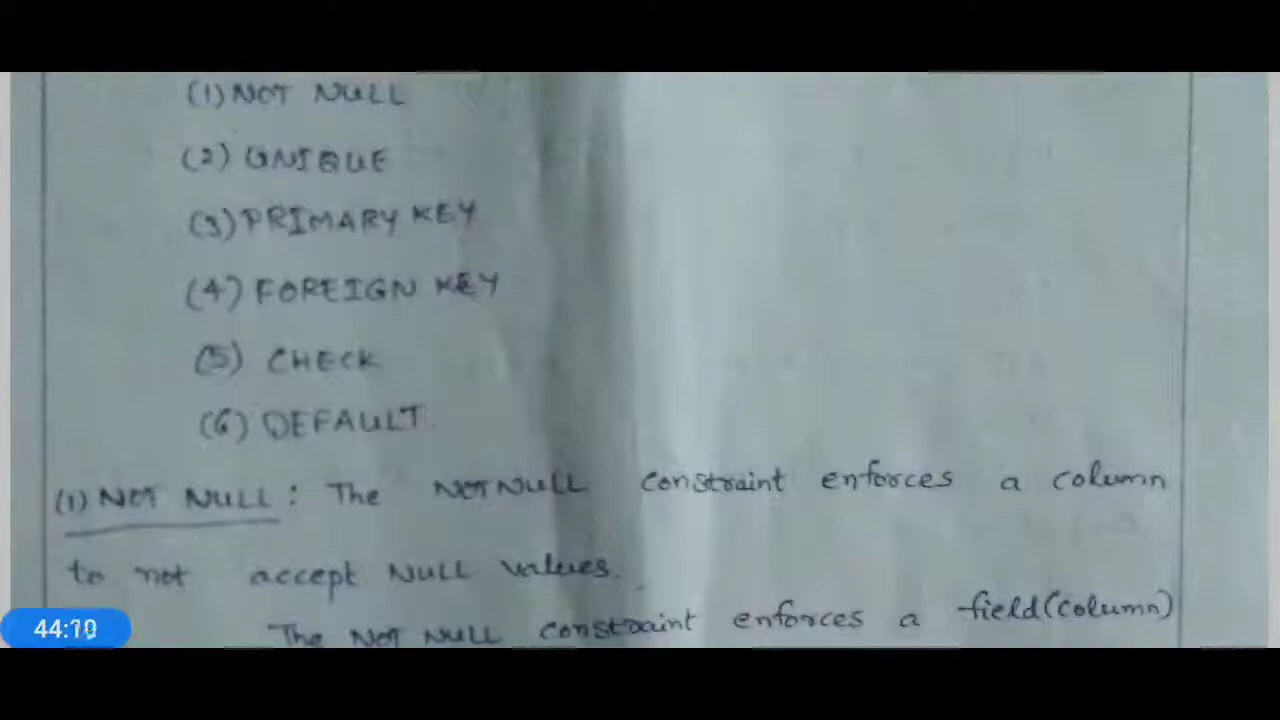 (1) NOT NULL
(2) UNIQUE
(3) PRIMARY KEY
(4) FOREIGN KEY
(5) CHECK
(6) DEFAULT.
(1) NOT NULL : The NOT NULL constraint enforces a column
to not accept NULL values.
The NOT NULL constraint enforces a field(column)
44:10